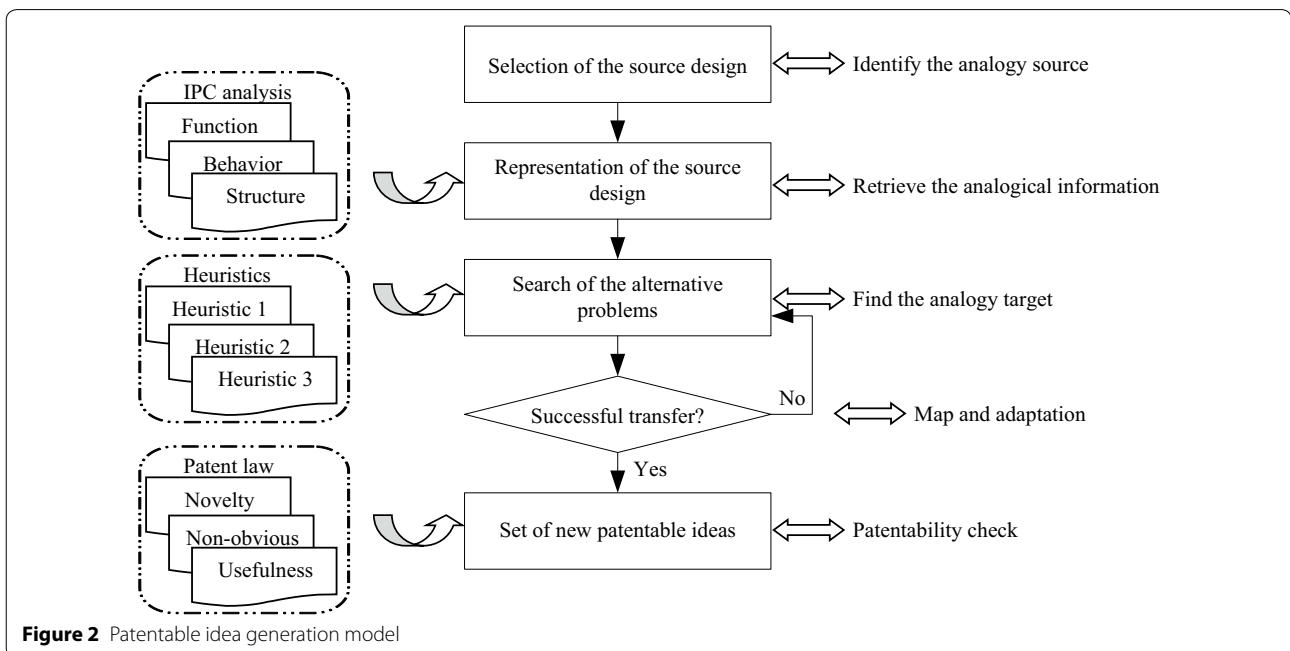 Selection of the source design
Identify the analogy source
IPC analysis
Function
Behavior
Structure
Representation of the source
design
Retrieve the analogical information
Heuristics
Heuristic 1
Heuristic 2
Heuristic 3
Search of the alternative
problems
Find the analogy target
Successful transfer?
No
Map and adaptation
Yes
Patent law
Novelty
Non-obvious
Usefulness
Set of new patentable ideas
Patentability check
Figure 2 Patentable idea generation model